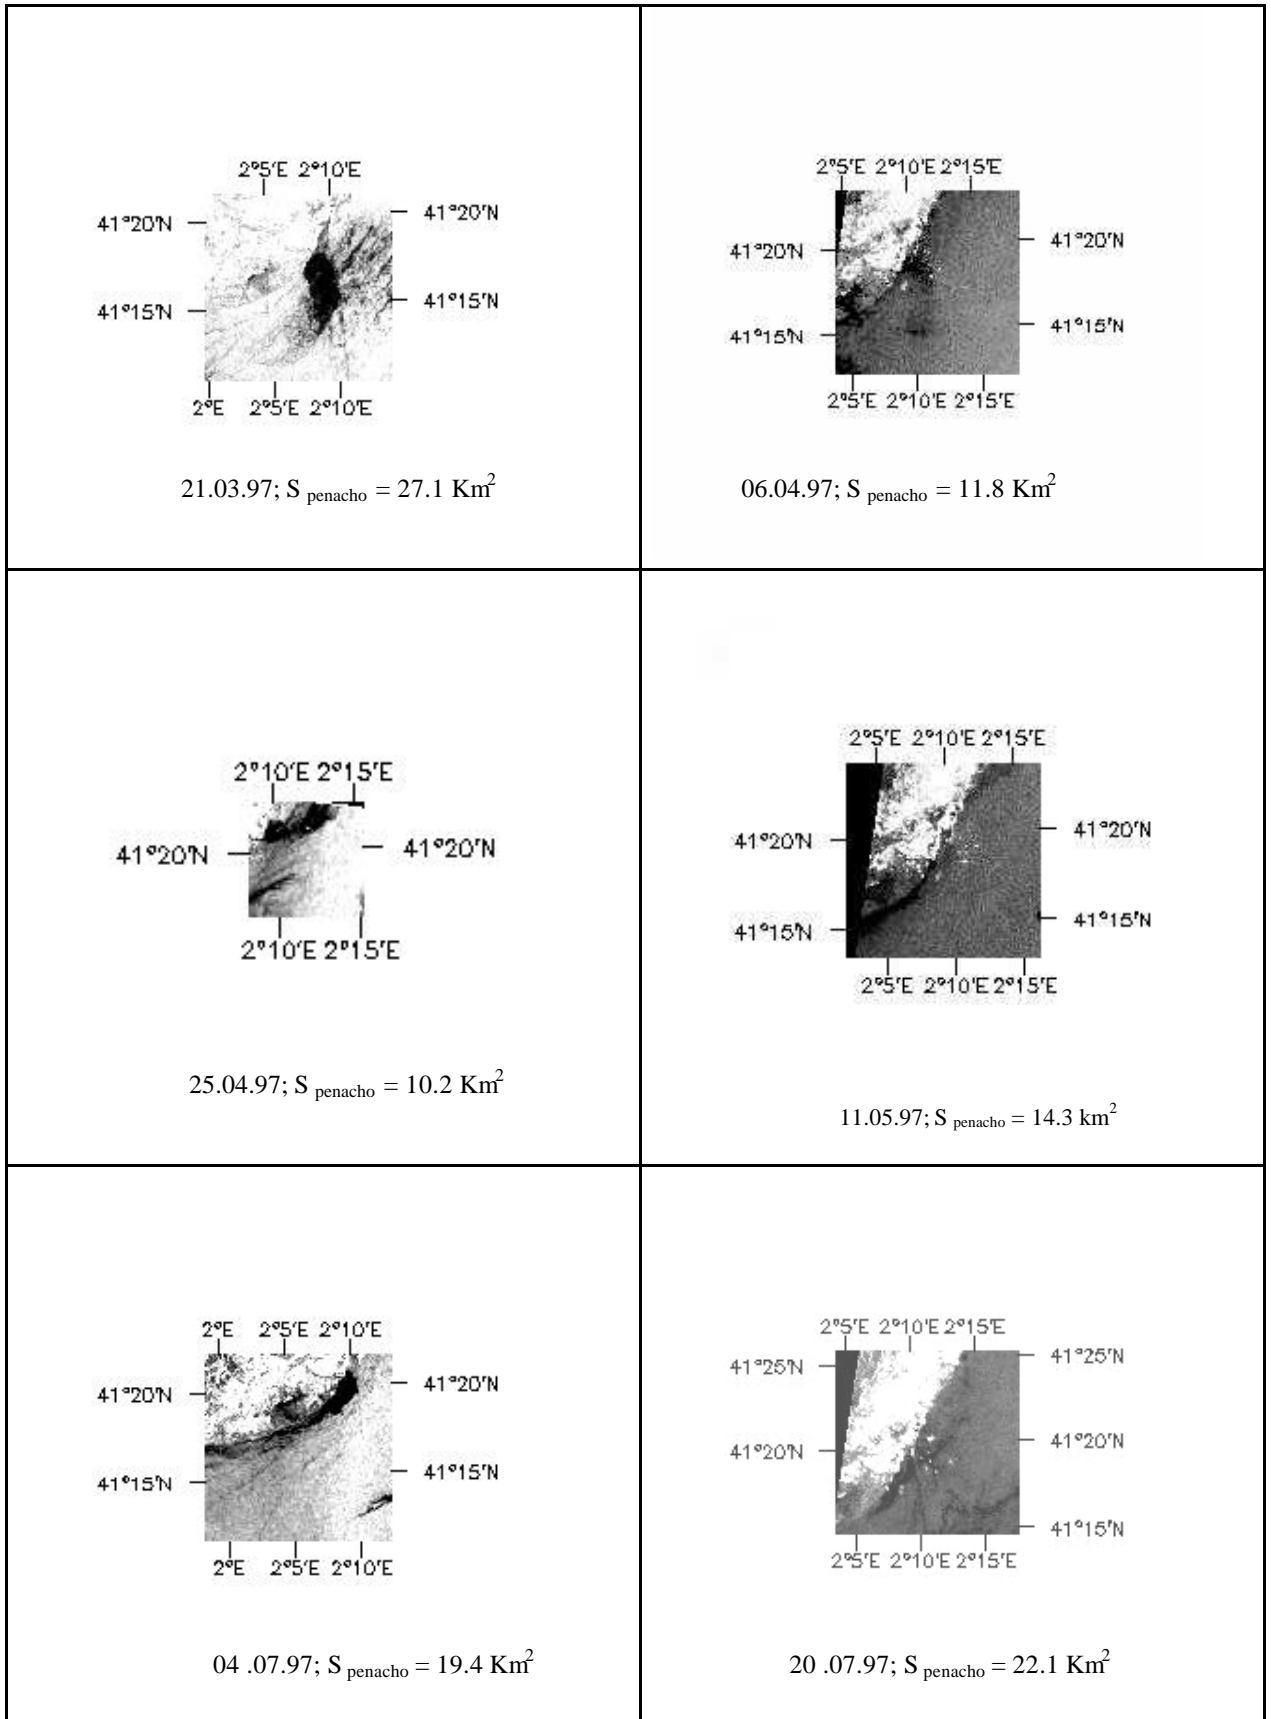 2°5'E 2°10'E
41°20'N 41°20'N
41°15'N 41°15'N
2°E 2°5'E 2°10'E
21.03.97; S penacho = 27.1 Km2
2°5'E 2°10'E 2°15'E
41°20'N 41°20'N
41°15'N 41°15'N
2°5'E 2°10'E 2°15'E
06.04.97; S penacho = 11.8 Km2
2°10'E 2°15'E
41°20'N 41°20'N
2°10'E 2°15'E
25.04.97; S penacho = 10.2 Km2
2°5'E 2°10'E 2°15'E
41°20'N 41°20'N
41°15'N 41°15'N
2°5'E 2°10'E 2°15'E
11.05.97; S penacho = 14.3 km2
2°E 2°5'E 2°10'E
41°20'N 41°20'N
41°15'N 41°15'N
2°E 2°5'E 2°10'E
04 .07.97; S penacho = 19.4 Km2
2°5'E 2°10'E 2°15'E
41°25'N 41°25'N
41°20'N 41°20'N
41°15'N
2°5'E 2°10'E 2°15'E
20 .07.97; S penacho = 22.1 Km2